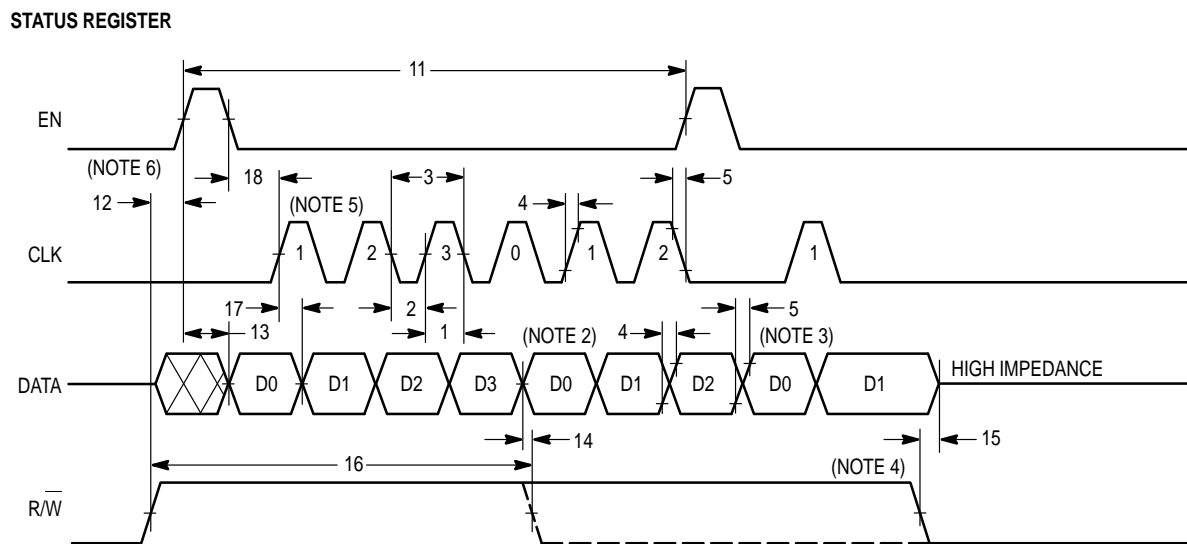 STATUS REGISTER
11
EN
(NOTE 6)
18
3
5
12
(NOTE 5)
4
CLK
1
2
3
0
1
2
1
17
2
5
13
1
(NOTE 2)
4
(NOTE 3)
DATA
D0
D1
D2
D3
D0
D1
D2
D0
D1
HIGH IMPEDANCE
14
15
16
(NOTE 4)
R/W̅